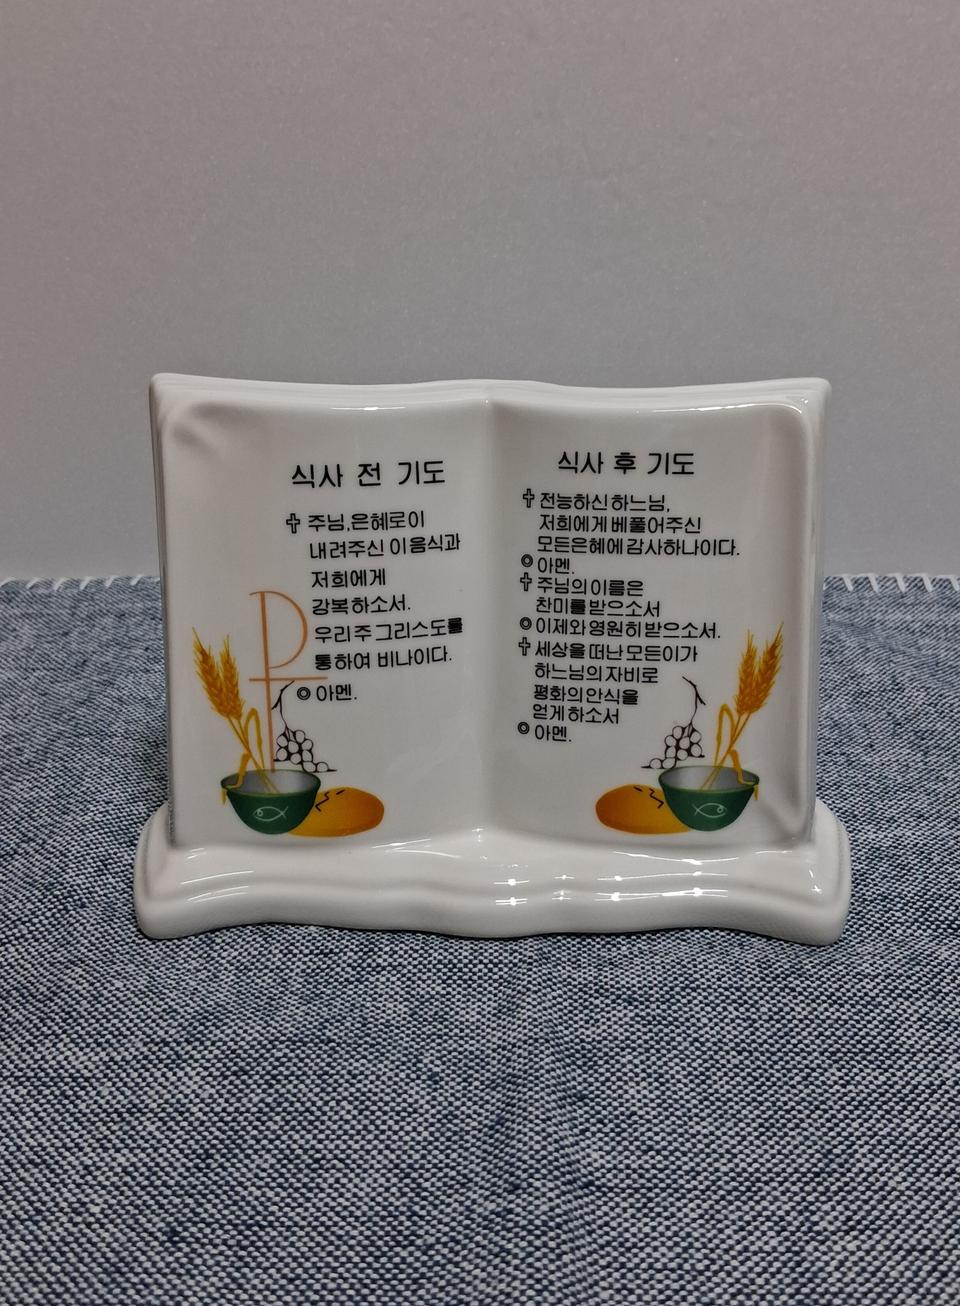 식사 전 기도
✝ 주님,은혜로이
내려주신 이 음식과
저희에게
강복하소서.
우리 주 그리스도를
통하여 비나이다.
◎ 아멘.
식사 후 기도
✝ 전능하신 하느님,
저희에게 베풀어주신
모든은혜에 감사하나이다.
◎ 아멘.
✝ 주님의 이름은
찬미를 받으소서
◎ 이제와 영원히 받으소서.
✝ 세상을 떠난 모든이가
하느님의 자비로
평화의 안식을
얻게 하소서
◎ 아멘.